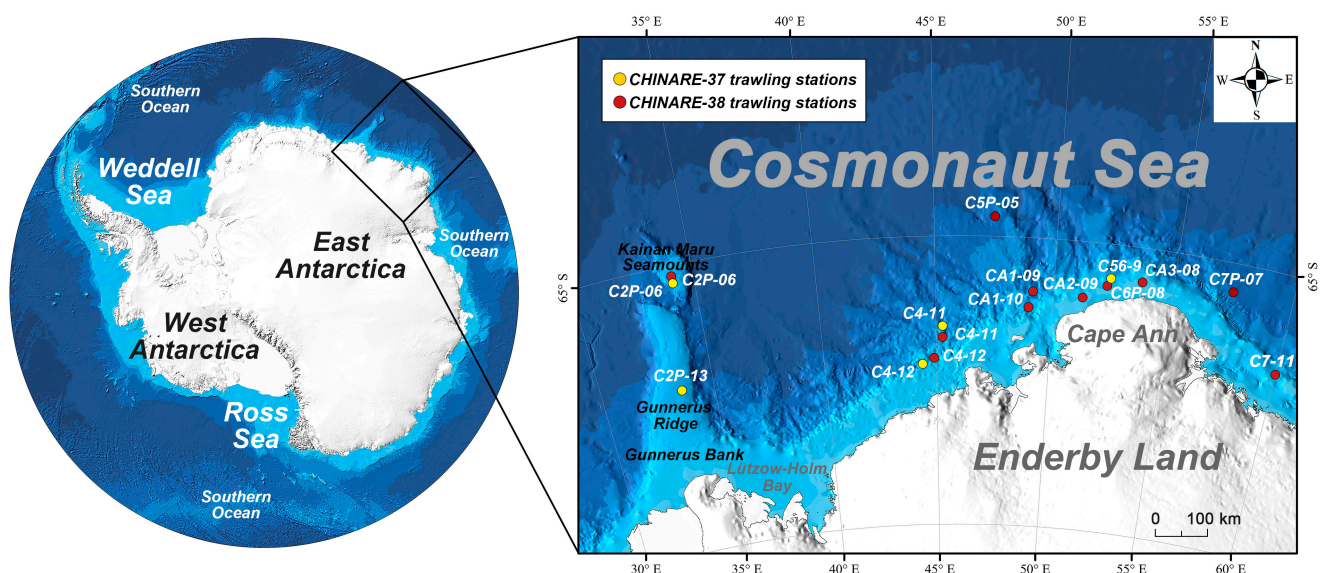 Southern
Ocean
Weddell
Sea
East
Antarctica
Southern
Ocean
West
Antarctica
Ross
Sea
Southern
Ocean
35° E
40° E
45° E
50° E
55° E
CHINARE-37 trawling stations
CHINARE-38 trawling stations
N
W
E
S
Cosmonaut Sea
C5P-05
Kainan Maru
Seamounts
C2P-06
C2P-06
65° S
65° S
CA1-09
CA2-09
C56-9
CA3-08
C7P-07
C6P-08
CA1-10
C4-11
C4-11
C4-12
C4-12
Cape Ann
C7-11
C2P-13
Gunnerus
Ridge
Gunnerus Bank
Lützow-Holm
Bay
Enderby Land
0 100 km
30° E
35° E
40° E
45° E
50° E
55° E
60° E